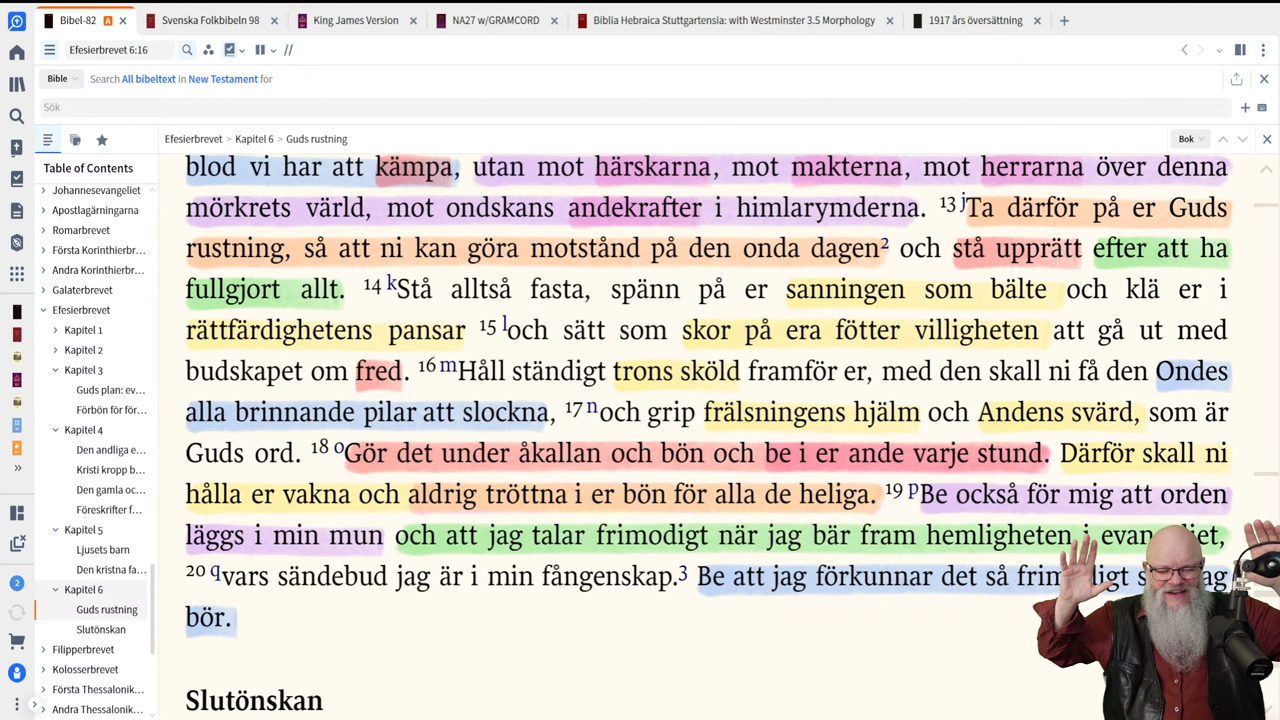 Bibel-82 A
Svenska Folkbibeln 98
King James Version
NA27 w/GRAMCORD
Biblia Hebraica Stuttgartensia: with Westminster 3.5 Morphology
1917 års översättning
Efesierbrevet 6:16
Bible Search All bibeltext in New Testament for
Sök
Efesierbrevet > Kapitel 6 > Guds rustning
Bok
Table of Contents
Johannesevangeliet
Apostlagärningarna
Romarbrevet
Första Korinthierbr...
Andra Korinthierbr...
Galaterbrevet
Efesierbrevet
Kapitel 1
Kapitel 2
Kapitel 3
Guds plan: ev...
Förbön för för...
Kapitel 4
Den andliga e...
Kristi kropp b...
Den gamla oc...
Föreskrifter f...
Kapitel 5
Ljusets barn
Den kristna fa...
Kapitel 6
Guds rustning
Slutönskan
Filipperbrevet
Kolosserbrevet
Första Thessalonik...
Andra Thessalonik...
2
blod vi har att kämpa, utan mot härskarna, mot makterna, mot herrarna över denna
mörkrets värld, mot ondskans andekrafter i himlarymderna. 13 jTa därför på er Guds
rustning, så att ni kan göra motstånd på den onda dagen2 och stå upprätt efter att ha
fullgjort allt. 14 kStå alltså fasta, spänn på er sanningen som bälte och klä er i
rättfärdighetens pansar 15 loch sätt som skor på era fötter villigheten att gå ut med
budskapet om fred. 16 mHåll ständigt trons sköld framför er, med den skall ni få den Ondes
alla brinnande pilar att slockna, 17 noch grip frälsningens hjälm och Andens svärd, som är
Guds ord. 18 oGör det under åkallan och bön och be i er ande varje stund. Därför skall ni
hålla er vakna och aldrig tröttna i er bön för alla de heliga. 19 pBe också för mig att orden
läggs i min mun och att jag talar frimodigt när jag bär fram hemligheten i
20 qvars sändebud jag är i min fångenskap.3 Be att jag förkunnar det så
bör.
Slutönskan